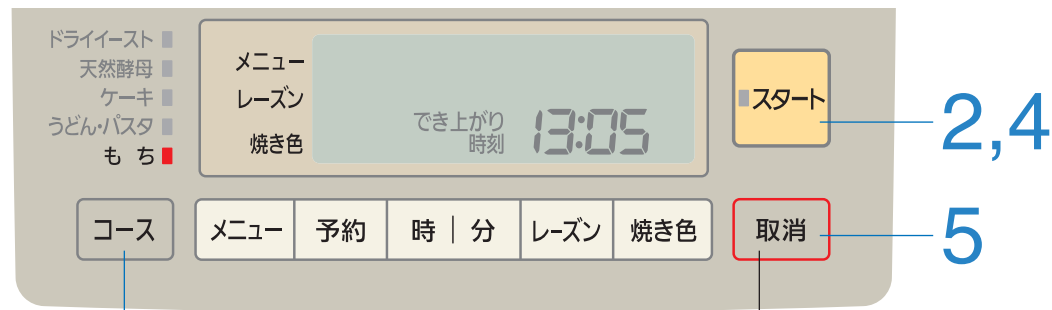 ドライイースト
天然酵母
ケーキ
うどん・パスタ
もち
メニュー
レーズン
焼き色
でき上がり
時刻
13:05
スタート
2,4
コース
メニュー
予約
時｜分
レーズン
焼き色
取消
5